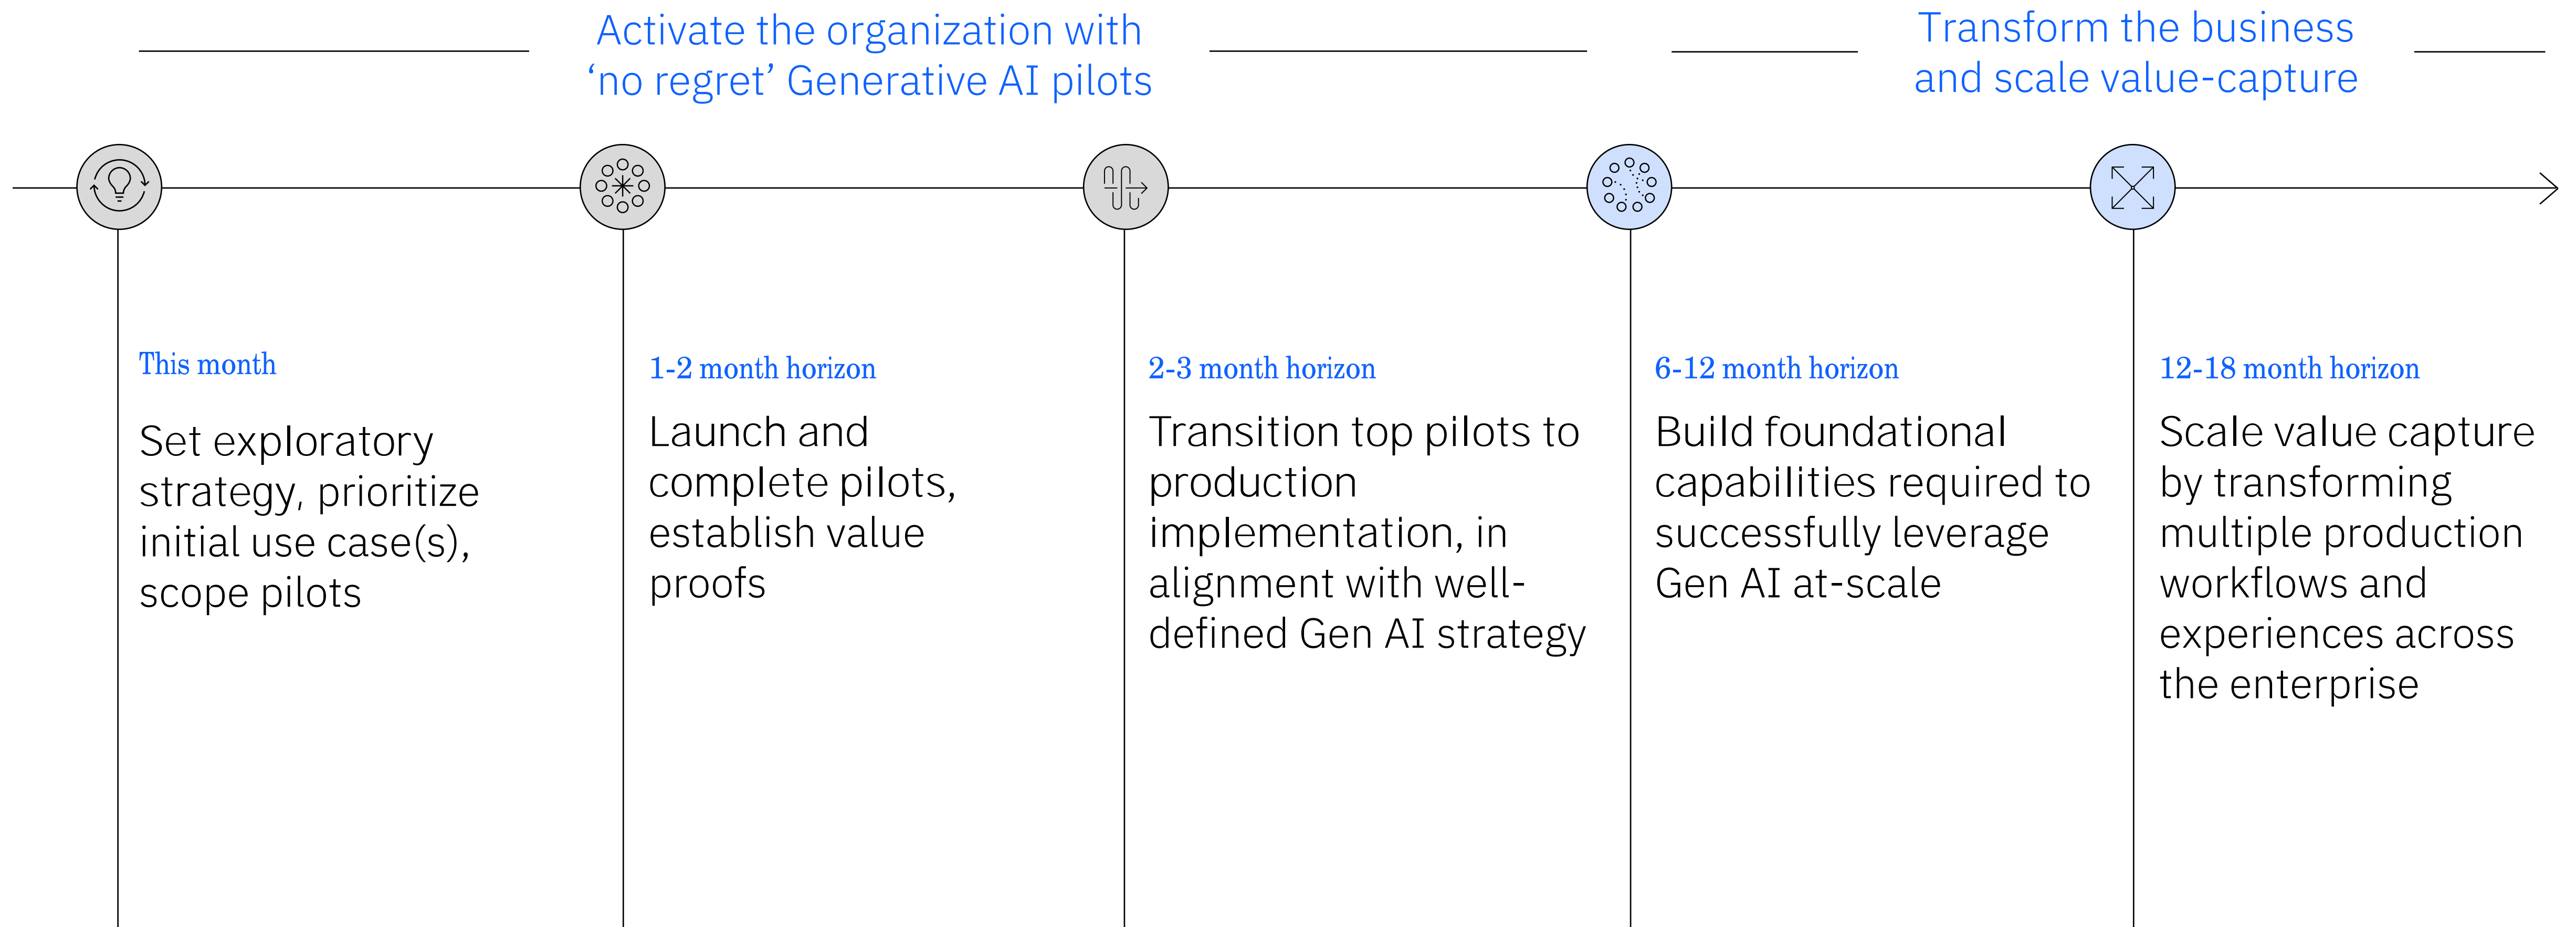 Activate the organization with
‘no regret’ Generative AI pilots
Transform the business
and scale value-capture
This month
Set exploratory
strategy, prioritize
initial use case(s),
scope pilots
1-2 month horizon
Launch and
complete pilots,
establish value
proofs
2-3 month horizon
Transition top pilots to
production
implementation, in
alignment with well-
defined Gen AI strategy
6-12 month horizon
Build foundational
capabilities required to
successfully leverage
Gen AI at-scale
12-18 month horizon
Scale value capture
by transforming
multiple production
workflows and
experiences across
the enterprise